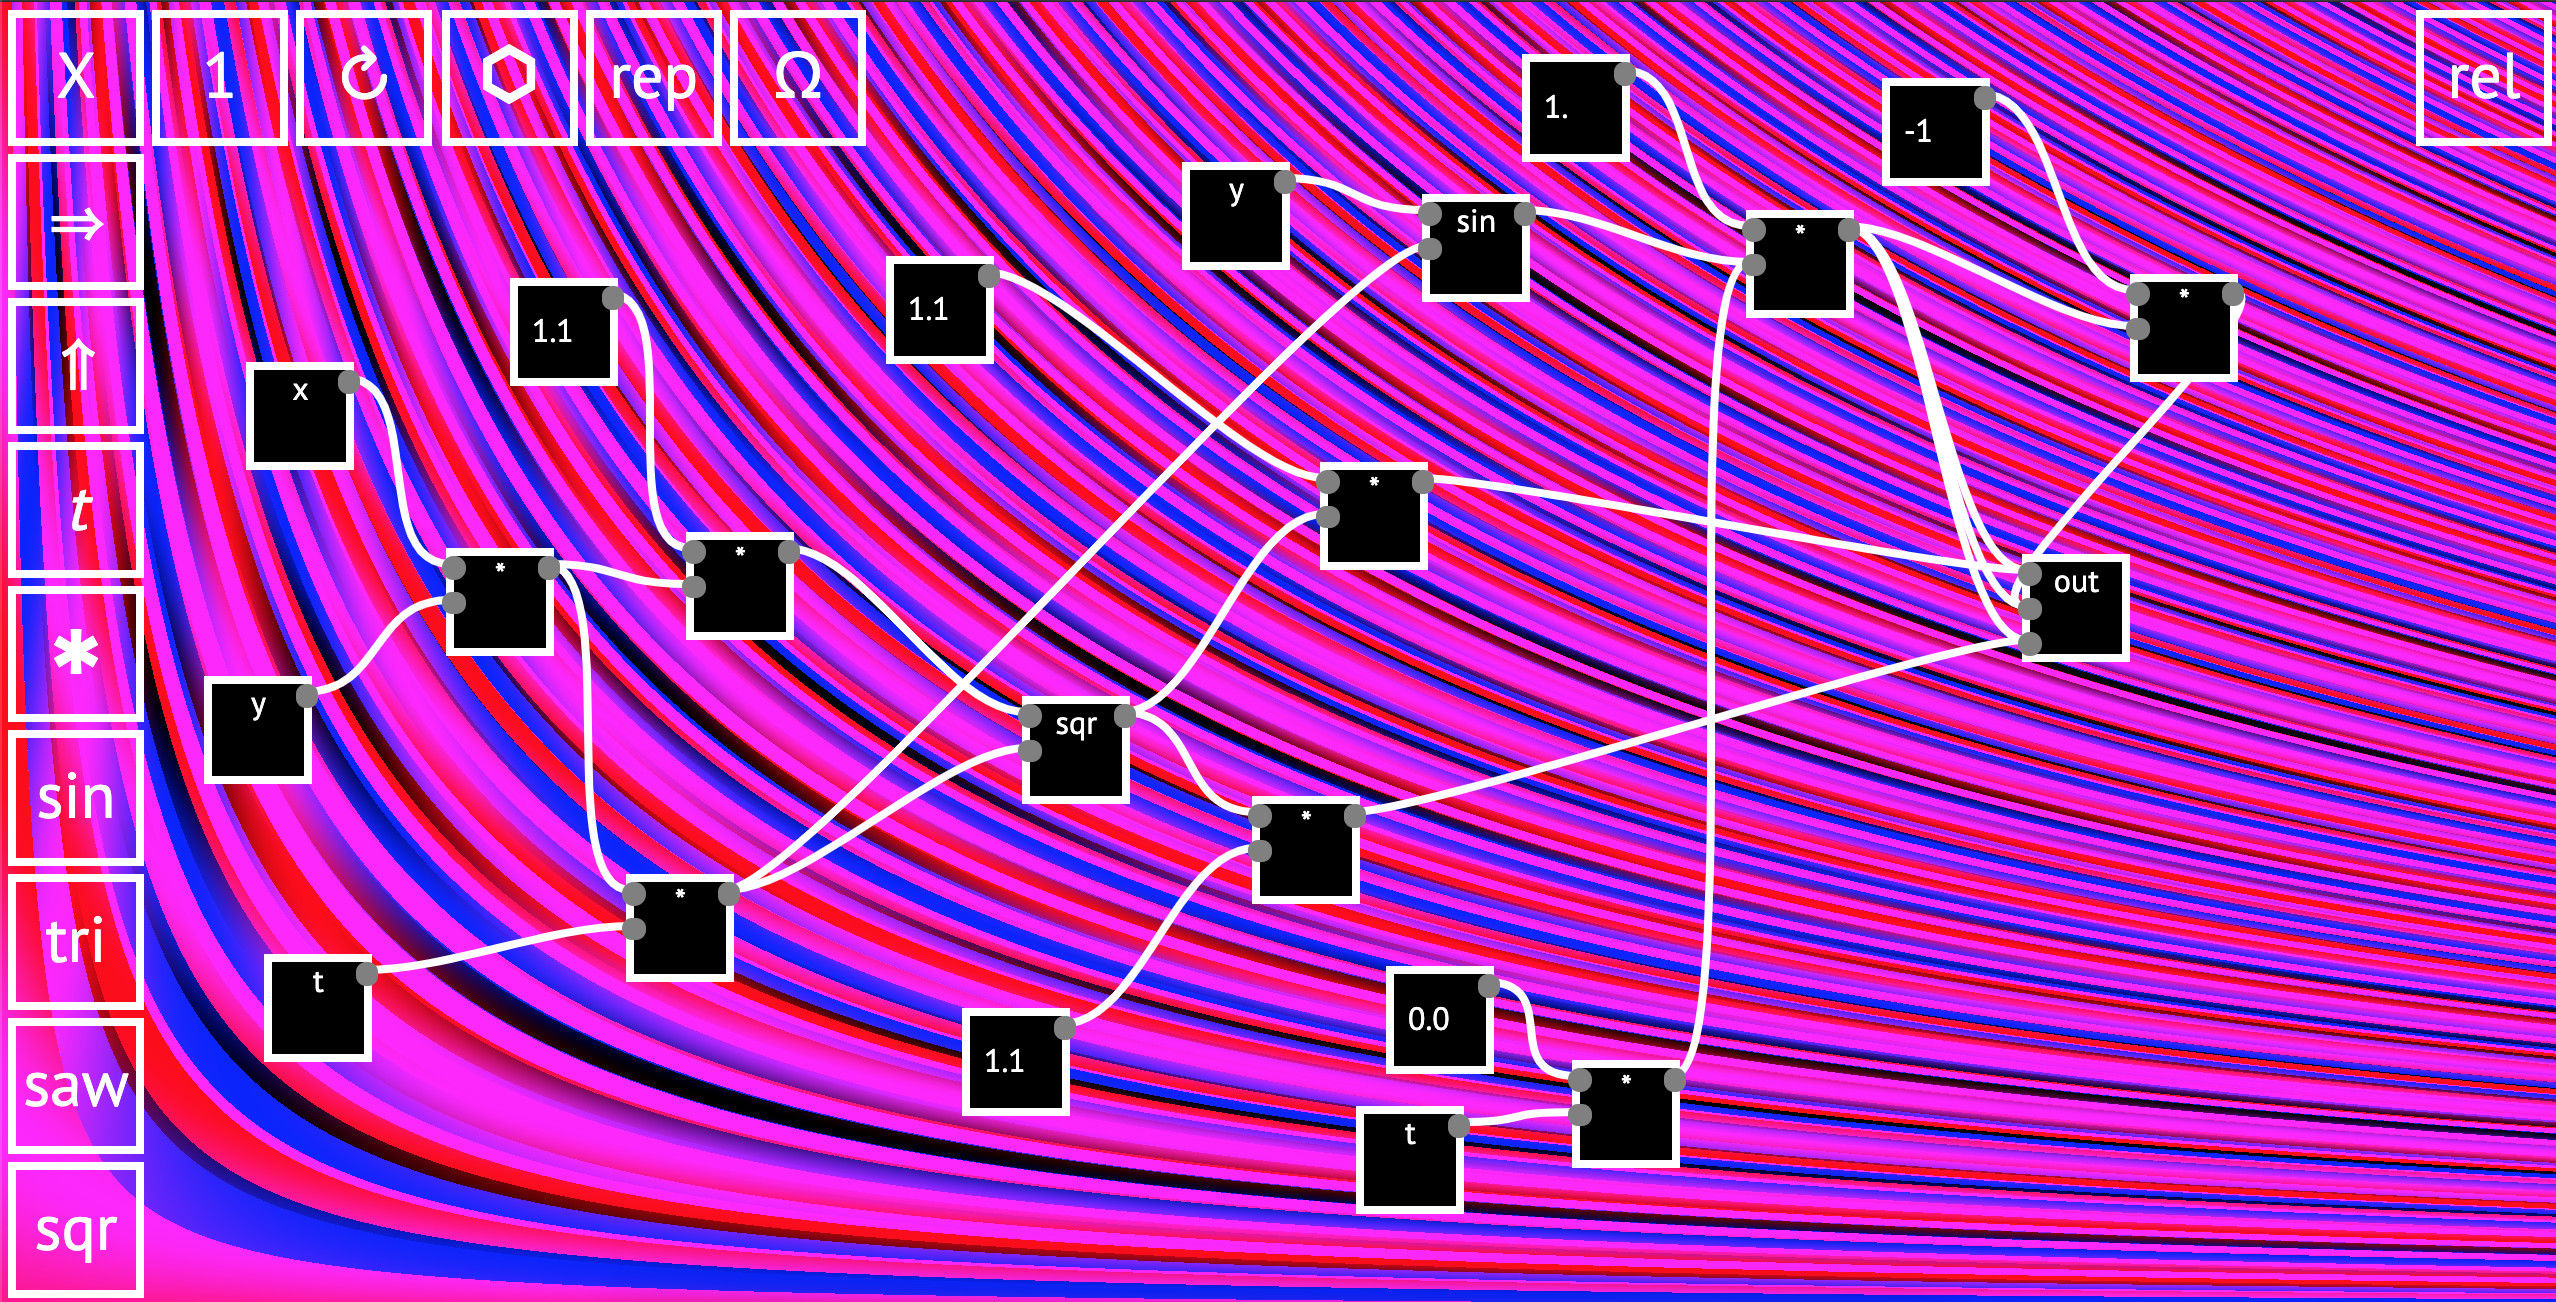 X 1 ↻ ⬡ rep Ω rel
⇒
⇑
t
*
sin
tri
saw
sqr
1.
-1
y
sin
*
1.1
1.1
*
x
*
*
*
out
y
sqr
*
*
t
0.0
1.1
*
t